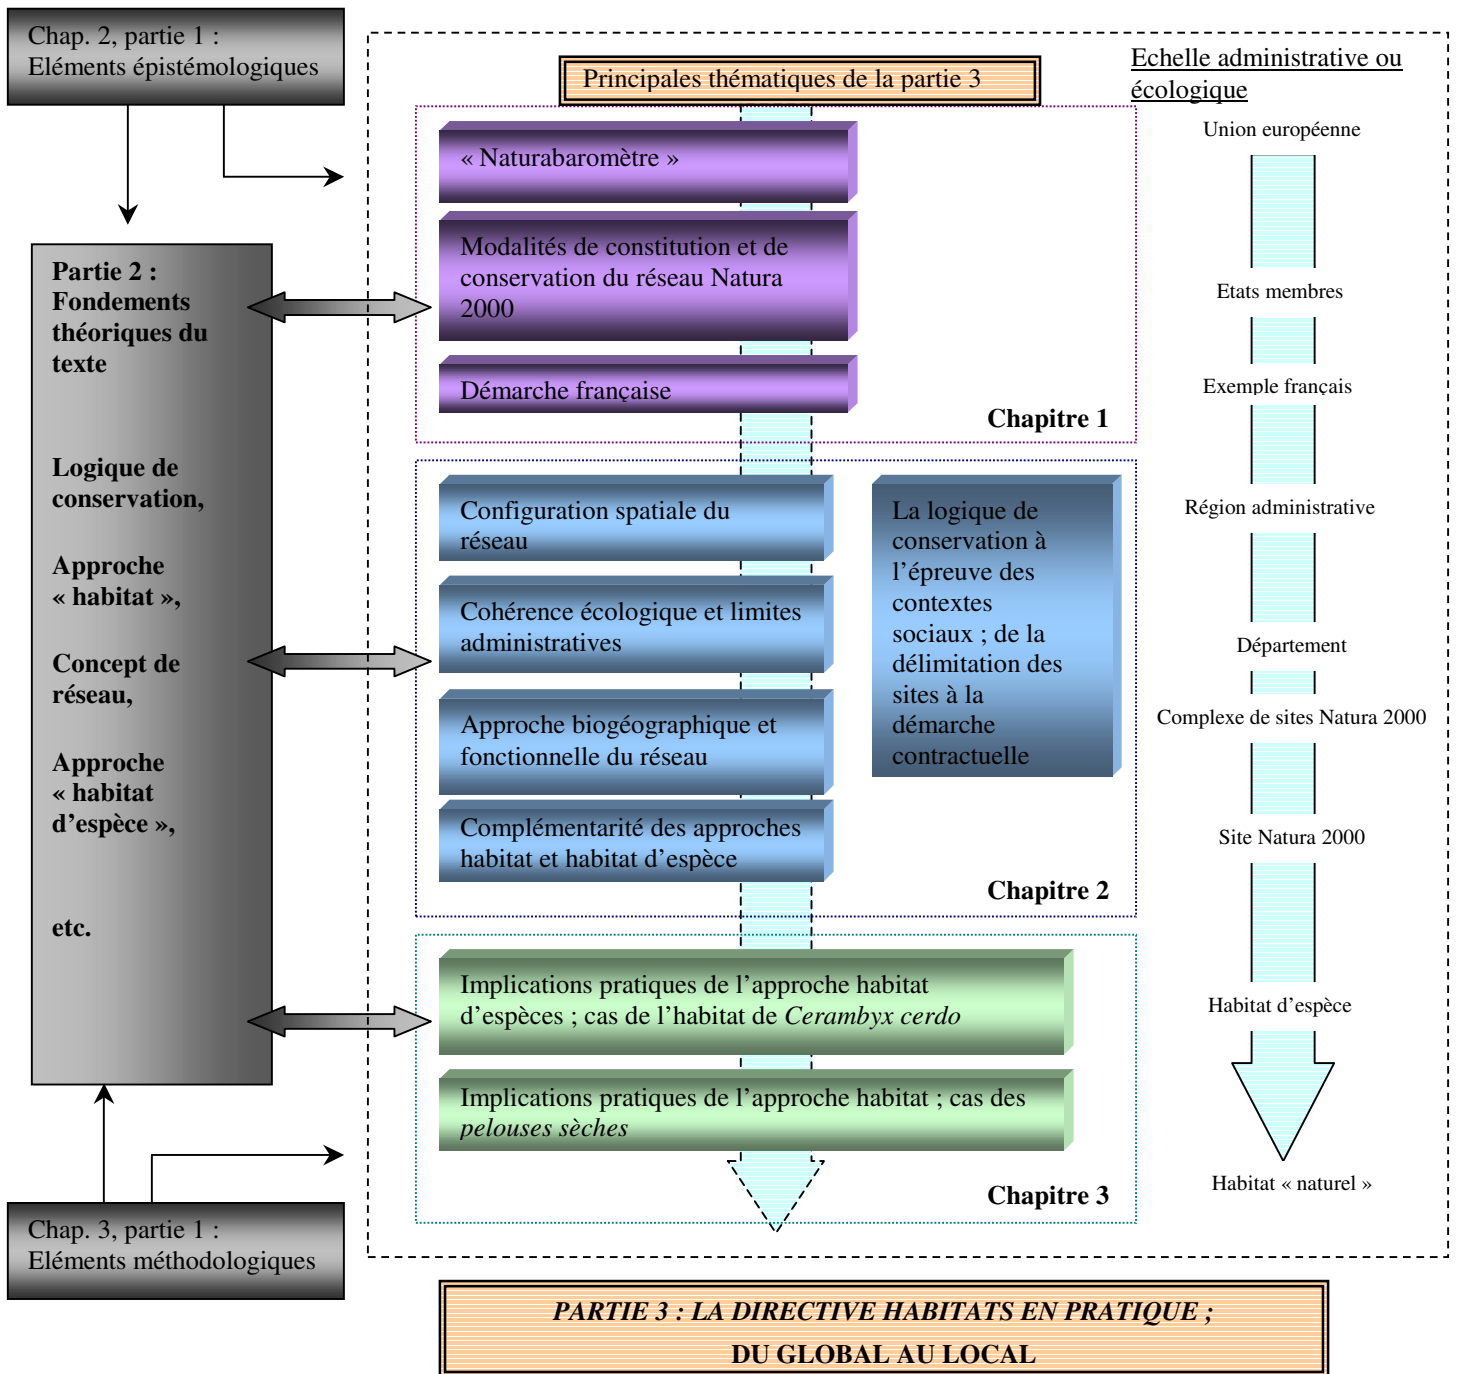 Chap. 2, partie 1 :
Eléments épistémologiques
Partie 2 :
Fondements
théoriques du
texte
Logique de
conservation,
Approche
« habitat »,
Concept de
réseau,
Approche
« habitat
d’espèce »,
etc.
Chap. 3, partie 1 :
Eléments méthodologiques
Principales thématiques de la partie 3
« Naturabaromètre »
Modalités de constitution et de
conservation du réseau Natura
2000
Démarche française
Chapitre 1
Configuration spatiale du
réseau
Cohérence écologique et limites
administratives
Approche biogéographique et
fonctionnelle du réseau
Complémentarité des approches
habitat et habitat d’espèce
La logique de
conservation à
l’épreuve des
contextes
sociaux ; de la
délimitation des
sites à la
démarche
contractuelle
Chapitre 2
Implications pratiques de l’approche habitat
d’espèces ; cas de l’habitat de Cerambyx cerdo
Implications pratiques de l’approche habitat ; cas des
pelouses sèches
Chapitre 3
Echelle administrative ou
écologique
Union européenne
Etats membres
Exemple français
Région administrative
Département
Complexe de sites Natura 2000
Site Natura 2000
Habitat d’espèce
Habitat « naturel »
PARTIE 3 : LA DIRECTIVE HABITATS EN PRATIQUE ;
DU GLOBAL AU LOCAL